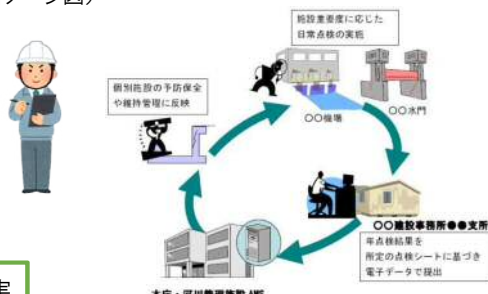 施設重要度に応じた
日常点検の実施
個別施設の予防保全
や維持管理に反映
○○機場
○○水門
○○建設事務所●●支所
年点検結果を
所定の点検シートに基づき
電子データで提出